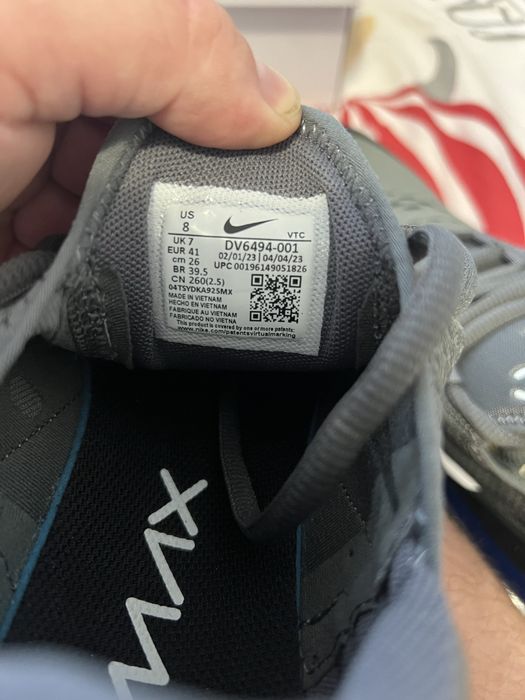 US
8
VTC
UK 7
DV6494-001
EUR 41
02/01/23 | 04/04/23
cm 26
UPC 00196149051826
BR 39.5
CN 260(2.5)
04TSYDKA925MX
MADE IN VIETNAM
HECHO EN VIETNAM
FABRIQUE AU VIETNAM
FABRICADO NO VIETNA
This product is covered by one or more patents:
www.nike.com/patentsvirtualmarking
MX